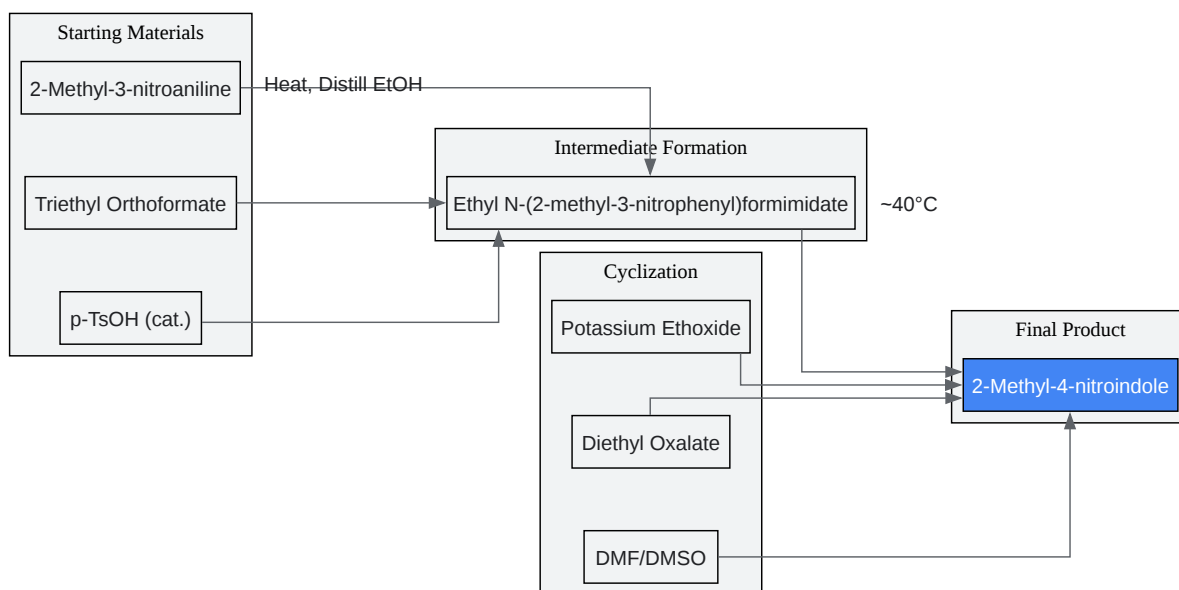 Starting Materials
2-Methyl-3-nitroaniline
Heat, Distill EtOH
Triethyl Orthoformate
p-TsOH (cat.)
Intermediate Formation
Ethyl N-(2-methyl-3-nitrophenyl)formimidate
~40°C
Cyclization
Potassium Ethoxide
Diethyl Oxalate
DMF/DMSO
Final Product
2-Methyl-4-nitroindole